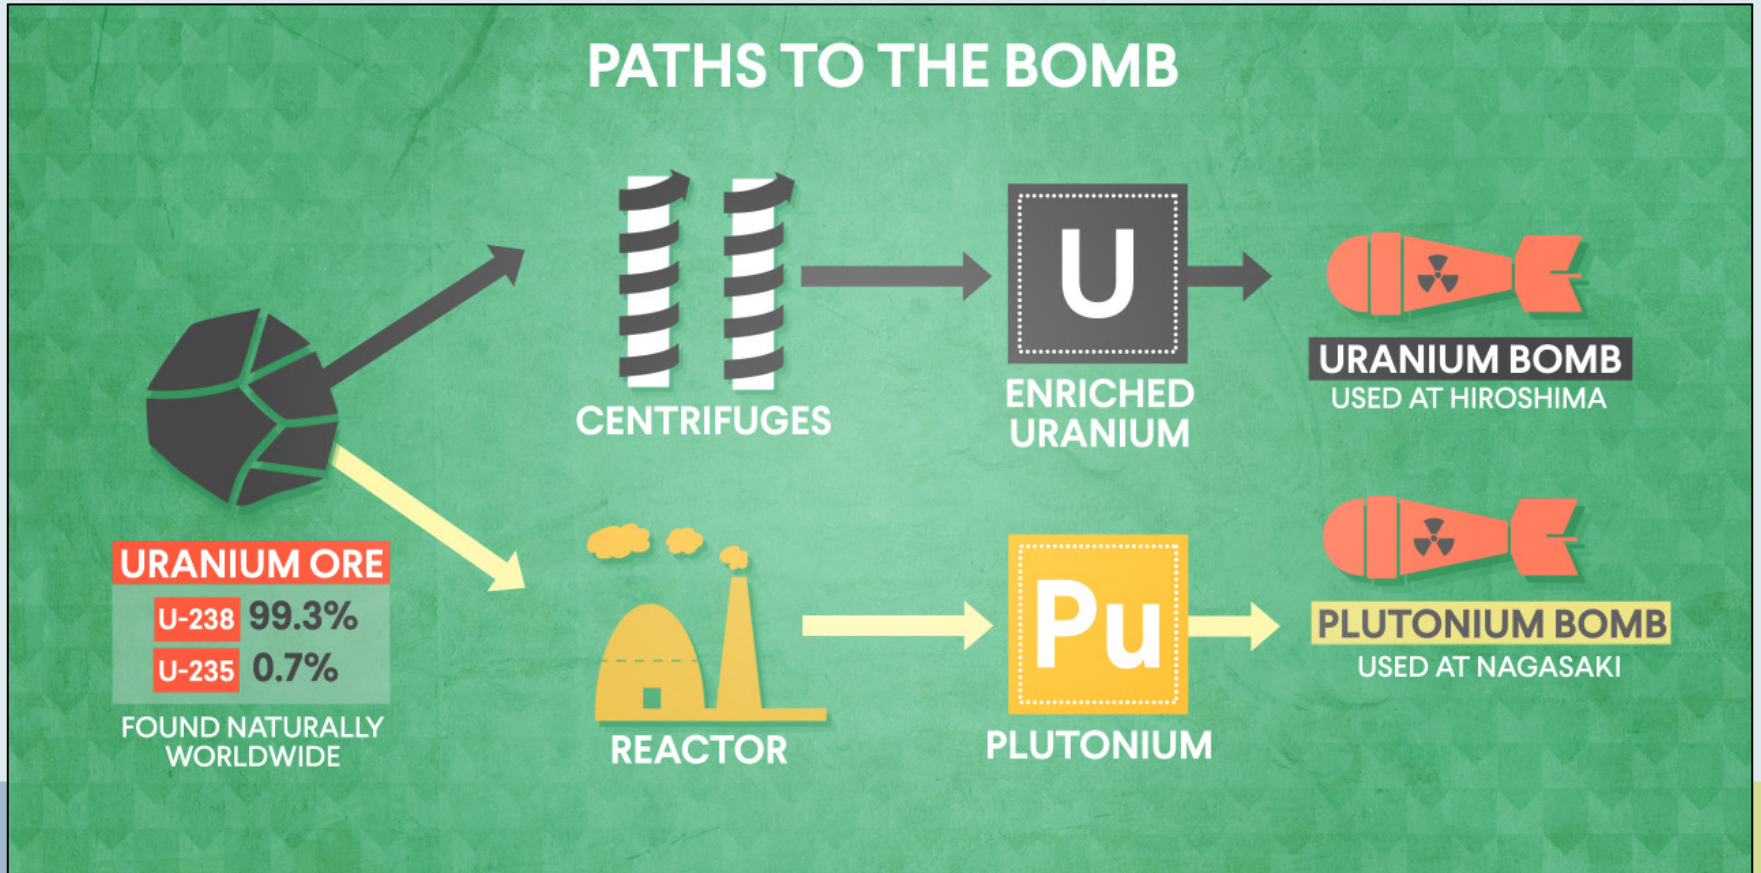 PATHS TO THE BOMB
CENTRIFUGES
U
ENRICHED
URANIUM
URANIUM BOMB
USED AT HIROSHIMA
URANIUM ORE
U-238 99.3%
U-235 0.7%
FOUND NATURALLY
WORLDWIDE
REACTOR
Pu
PLUTONIUM
PLUTONIUM BOMB
USED AT NAGASAKI